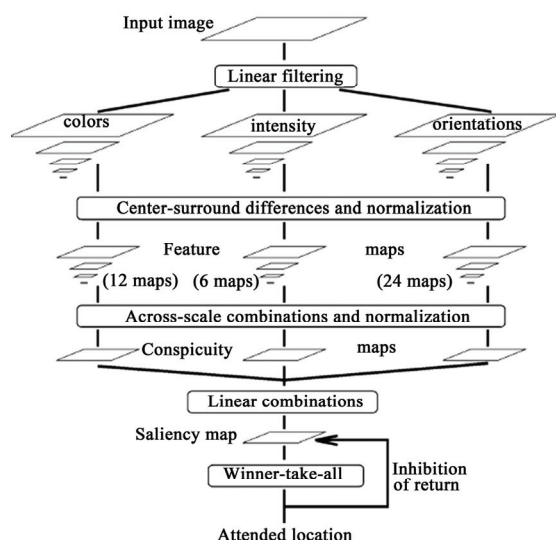 Input image
Linear filtering
colors intensity orientations
Center-surround differences and normalization
Feature maps
(12 maps) (6 maps) (24 maps)
Across-scale combinations and normalization
Conspicuity maps
Linear combinations
Saliency map
Winner-take-all
Inhibition
of return
Attended location